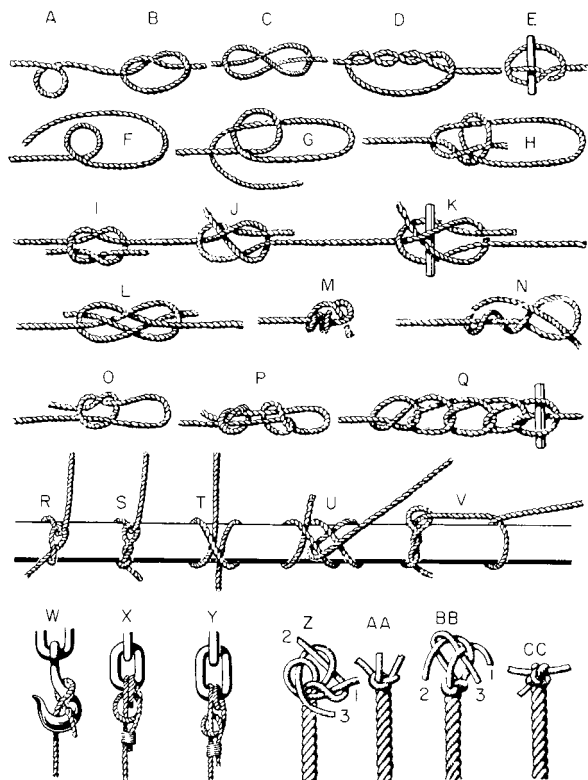 A B C D E
F G H
I J K
L M N
O P Q
R S T U V
W X Y Z AA BB CC
2 1 3 2 1 3